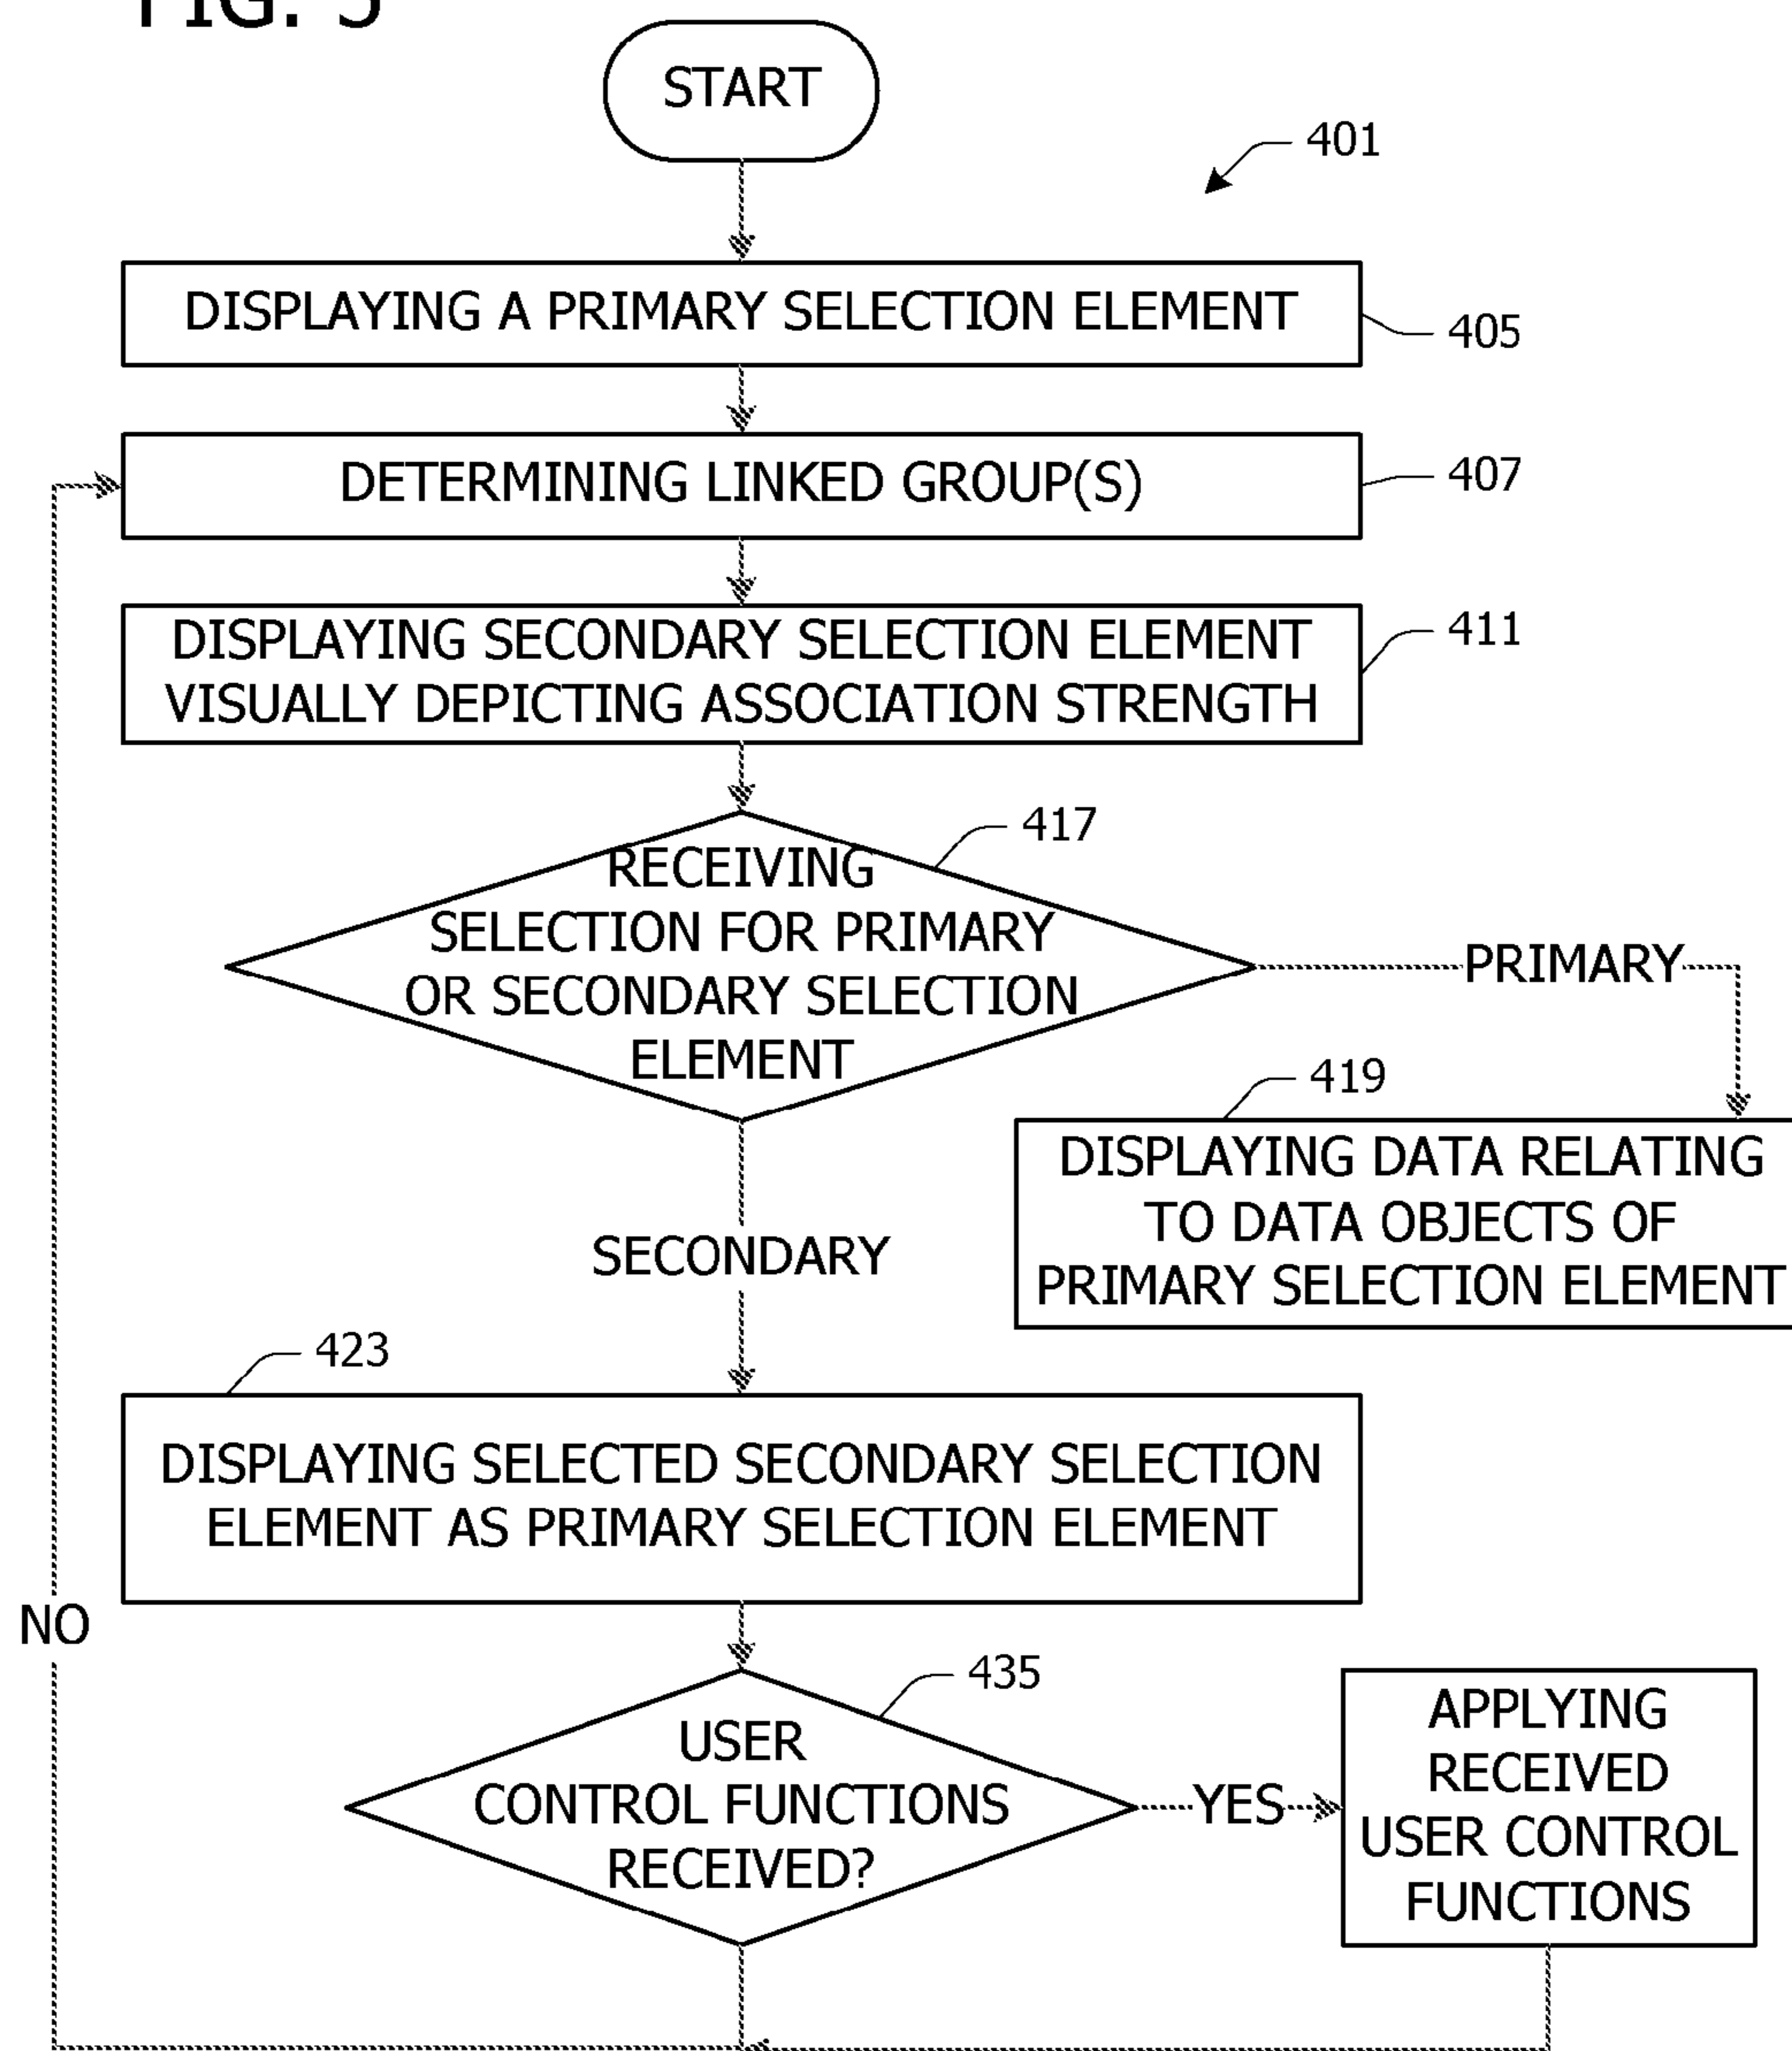 FIG. 5
START
401
DISPLAYING A PRIMARY SELECTION ELEMENT
405
DETERMINING LINKED GROUP(S)
407
DISPLAYING SECONDARY SELECTION ELEMENT
VISUALLY DEPICTING ASSOCIATION STRENGTH
411
417
RECEIVING
SELECTION FOR PRIMARY
OR SECONDARY SELECTION
ELEMENT
PRIMARY
419
DISPLAYING DATA RELATING
TO DATA OBJECTS OF
PRIMARY SELECTION ELEMENT
SECONDARY
423
DISPLAYING SELECTED SECONDARY SELECTION
ELEMENT AS PRIMARY SELECTION ELEMENT
NO
435
USER
CONTROL FUNCTIONS
RECEIVED?
YES
APPLYING
RECEIVED
USER CONTROL
FUNCTIONS